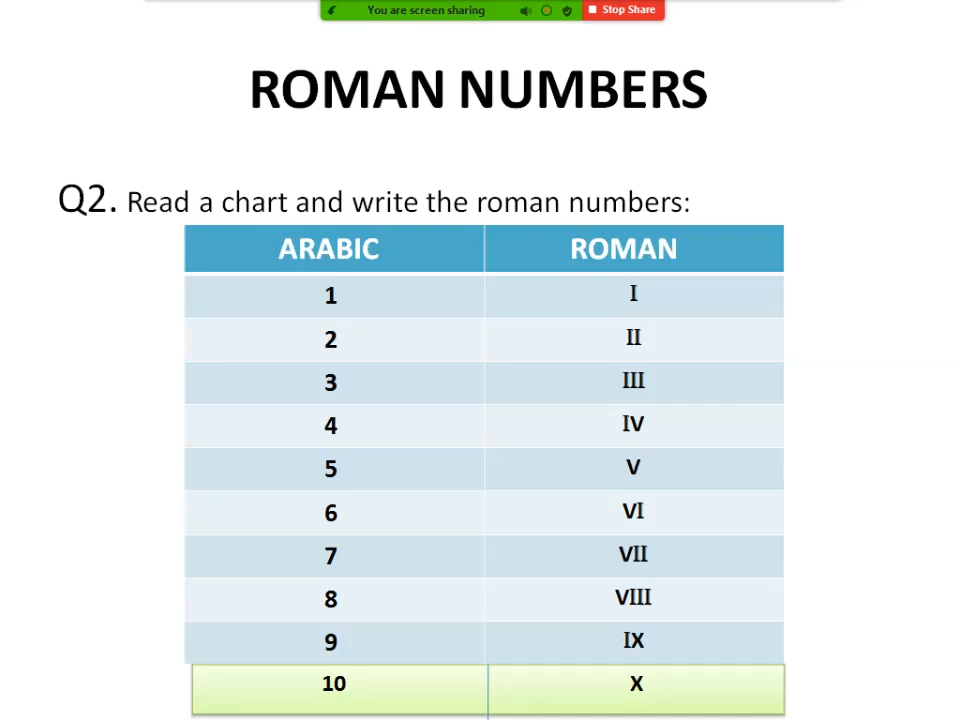 You are screen sharing Stop Share
ROMAN NUMBERS
Q2. Read a chart and write the roman numbers:
ARABIC ROMAN
1 I
2 II
3 III
4 IV
5 V
6 VI
7 VII
8 VIII
9 IX
10 X